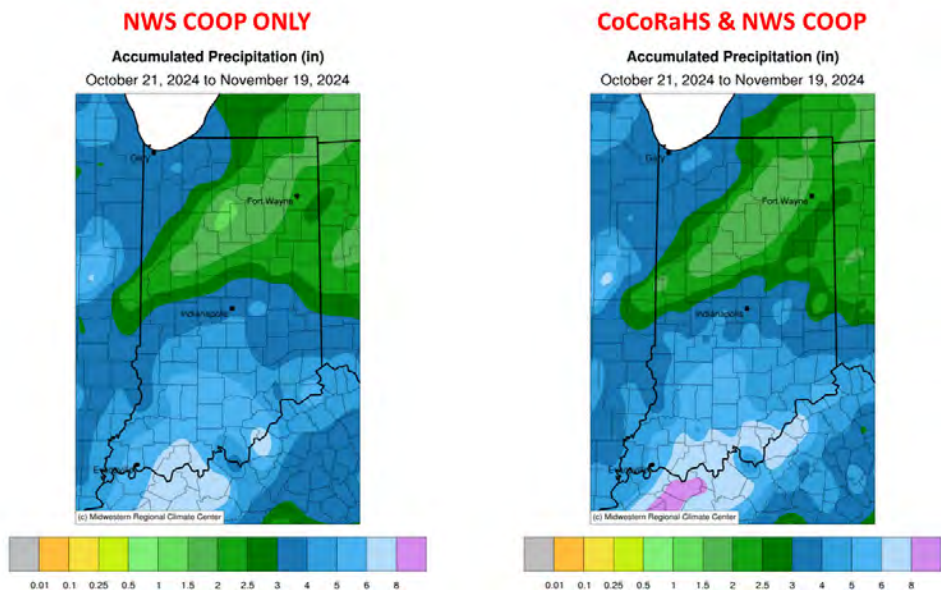 NWS COOP ONLY
Accumulated Precipitation (in)
October 21, 2024 to November 19, 2024
Gary
Fort Wayne
Indianapolis
(c) Midwestern Regional Climate Center
0.01 0.1 0.25 0.5 1 1.5 2 2.5 3 4 5 6 8
CoCoRaHS & NWS COOP
Accumulated Precipitation (in)
October 21, 2024 to November 19, 2024
Gary
Fort Wayne
Indianapolis
(c) Midwestern Regional Climate Center
0.01 0.1 0.25 0.5 1 1.5 2 2.5 3 4 5 6 8